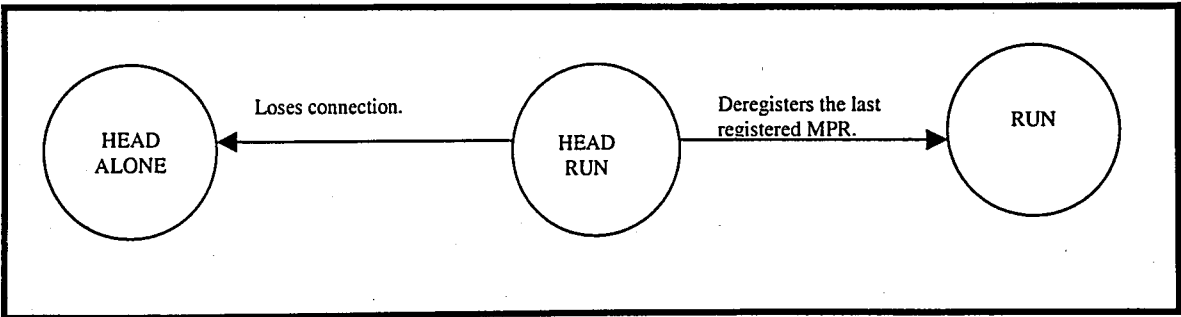 HEAD
ALONE
Loses connection.
HEAD
RUN
Deregisters the last
registered MPR.
RUN